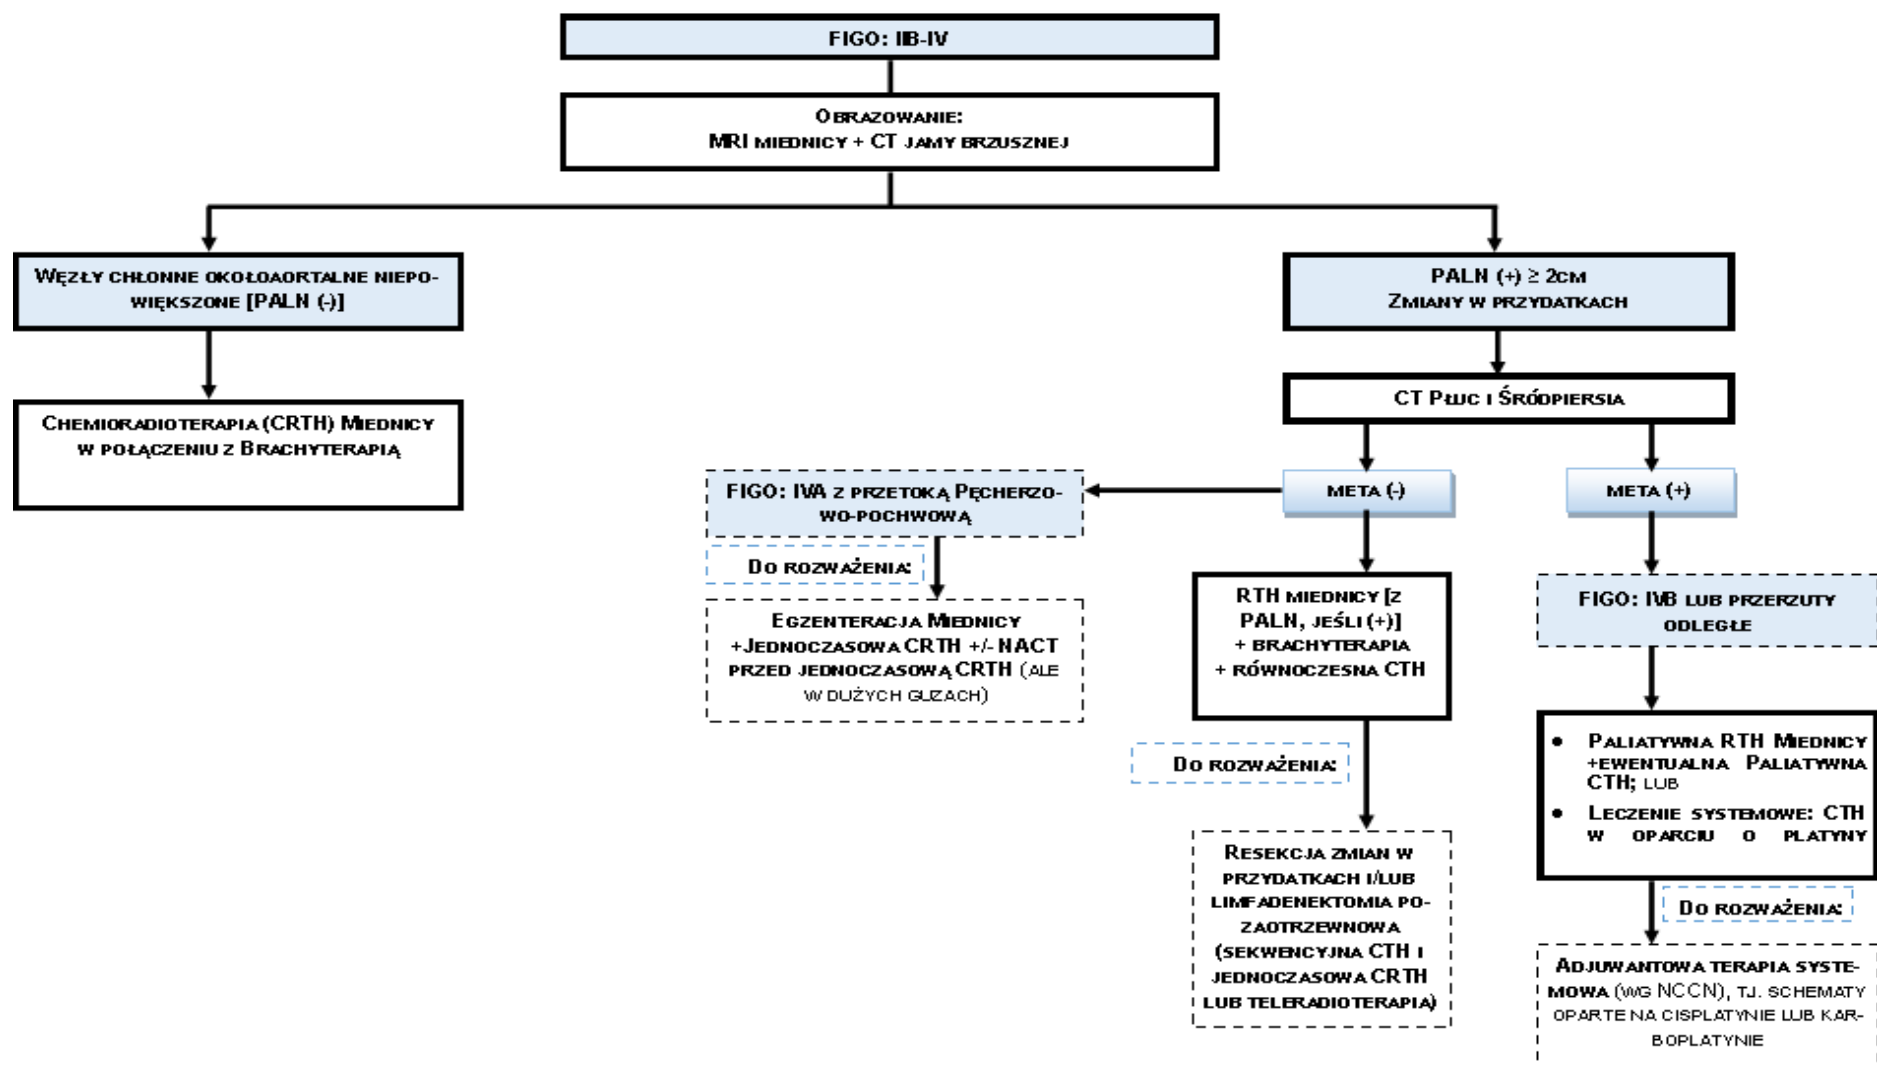 FIGO: IIB-IV
OBRAZOWANIE:
MRI MIEDNICY + CT JAMY BRZUSZNEJ
WĘZŁY CHŁONNE OKOŁOAORTALNE NIEPO-
WIĘKSZONE [PALN (-)]
CHEMIORADIOTERAPIA (CRTH) MIEDNICY
W POŁĄCZENIU Z BRACHYTERAPIĄ
PALN (+) ≥ 2CM
ZMIANY W PRZYDATKACH
CT PŁUC I ŚRÓDPIERSIA
META (-)
META (+)
FIGO: IVA Z PRZETOKĄ PĘCHERZO-
WO-POCHWOWĄ
DO ROZWAŻENIA:
EGZENTERACJA MIEDNICY
+JEDNOCZASOWA CRTH +/- NACT
PRZED JEDNOCZASOWĄ CRTH (ALE
W DUŻYCH GUZACH)
RTH MIEDNICY [Z
PALN, JEŚLI (+)]
+ BRACHYTERAPIA
+ RÓWNOCZESNA CTH
DO ROZWAŻENIA:
RESEKCJA ZMIAN W
PRZYDATKACH I/LUB
LIMFADENEKTOMIA PO-
ZAOTRZEWNOWA
(SEKWENCYJNA CTH I
JEDNOCZASOWA CRTH
LUB TELERADIOTERAPIA)
FIGO: IVB LUB PRZERZUTY
ODLEGŁE
• PALIATYWNA RTH MIEDNICY
+EWENTUALNA PALIATYWNA
CTH; LUB
• LECZENIE SYSTEMOWE: CTH
W OPARCIU O PLATYNY
DO ROZWAŻENIA:
ADJUWANTOWA TERAPIA SYSTE-
MOWA (WG NCCN), TJ. SCHEMATY
OPARTE NA CISPLATYNIE LUB KAR-
BOPLATYNIE